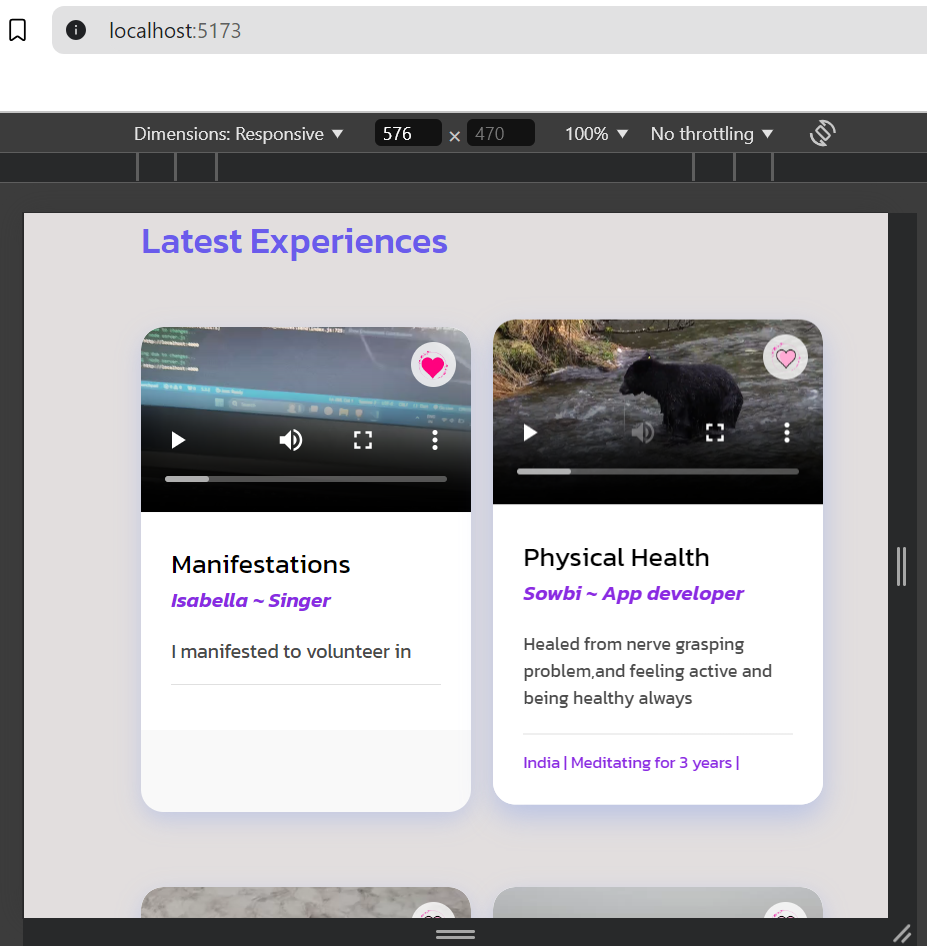 localhost:5173
Dimensions: Responsive
576
×
470
100%
No throttling
Latest Experiences
Manifestations
Isabella ~ Singer
I manifested to volunteer in
Physical Health
Sowbi ~ App developer
Healed from nerve grasping
problem,and feeling active and
being healthy always
India | Meditating for 3 years |